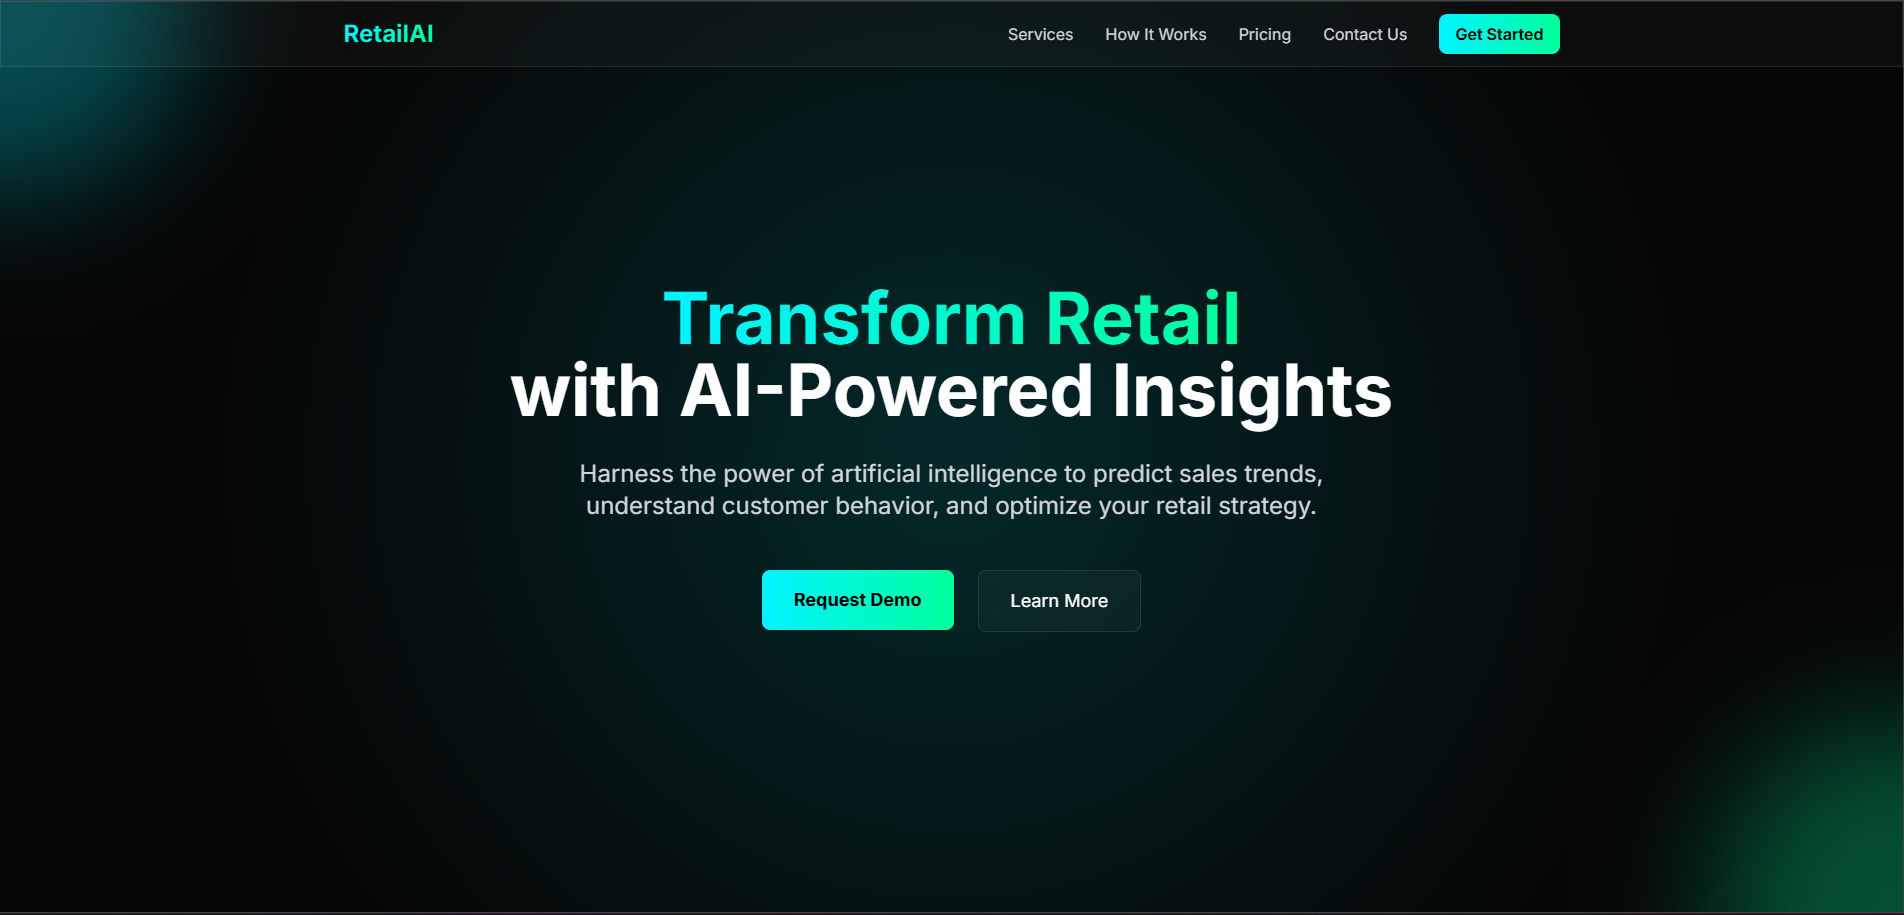 RetailAI
Services
How It Works
Pricing
Contact Us
Get Started
Transform Retail
with AI-Powered Insights
Harness the power of artificial intelligence to predict sales trends,
understand customer behavior, and optimize your retail strategy.
Request Demo
Learn More